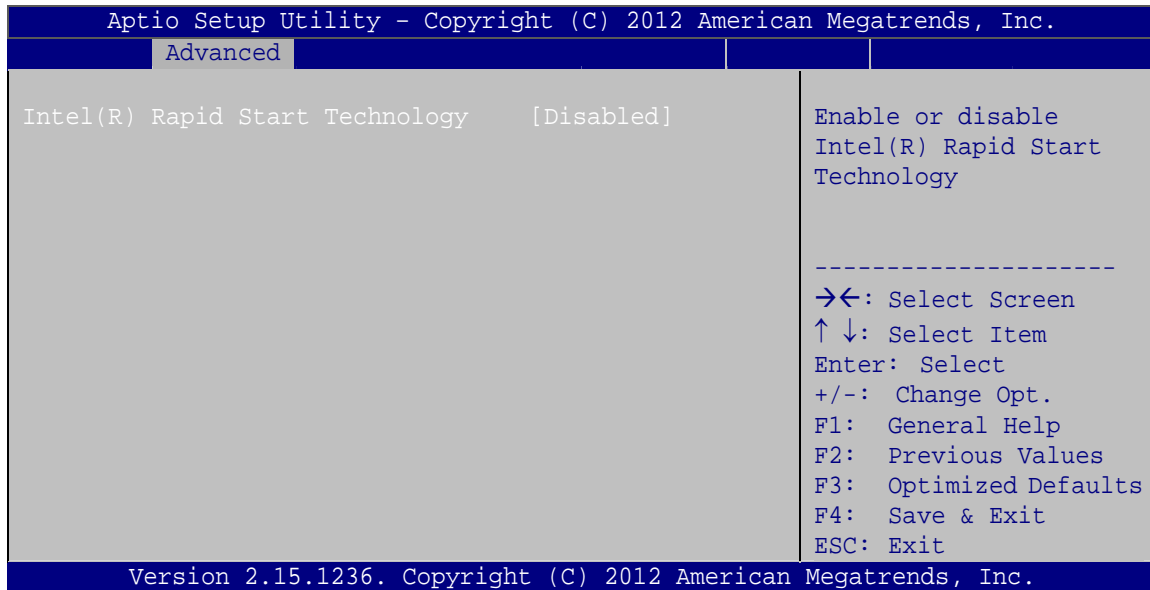 Aptio Setup Utility – Copyright (C) 2012 American Megatrends, Inc.
Advanced
Intel(R) Rapid Start Technology [Disabled]
Enable or disable
Intel(R) Rapid Start
Technology
---------------------
→←: Select Screen
↑ ↓: Select Item
Enter: Select
+/-: Change Opt.
F1: General Help
F2: Previous Values
F3: Optimized Defaults
F4: Save & Exit
ESC: Exit
Version 2.15.1236. Copyright (C) 2012 American Megatrends, Inc.